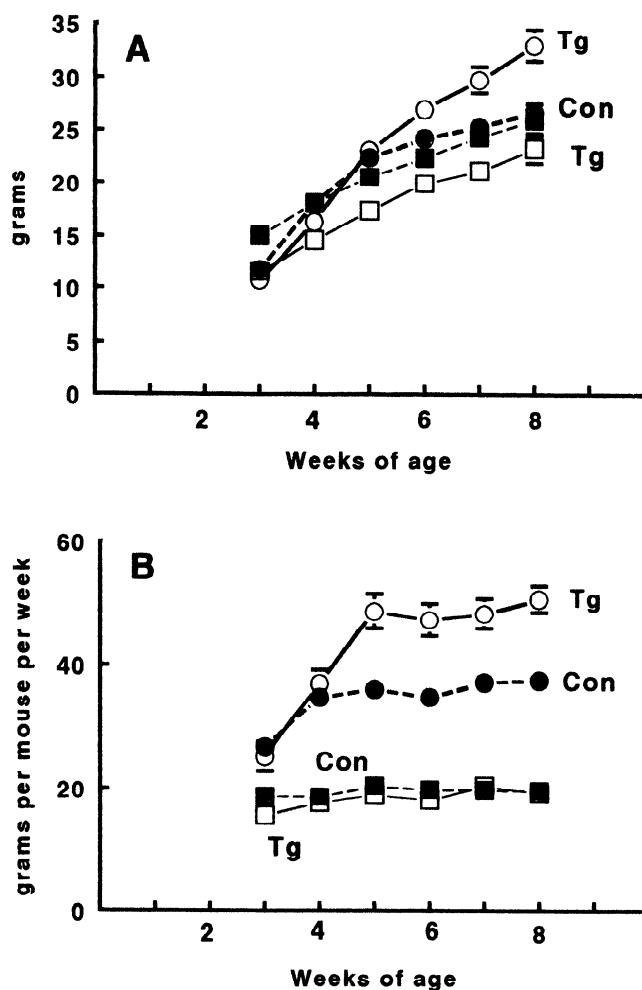 A
grams
35
30
25
20
15
10
5
0
Tg
Con
Tg
2 4 6 8
Weeks of age
B
grams per mouse per week
60
40
20
0
Tg
Con
Con
Tg
2 4 6 8
Weeks of age